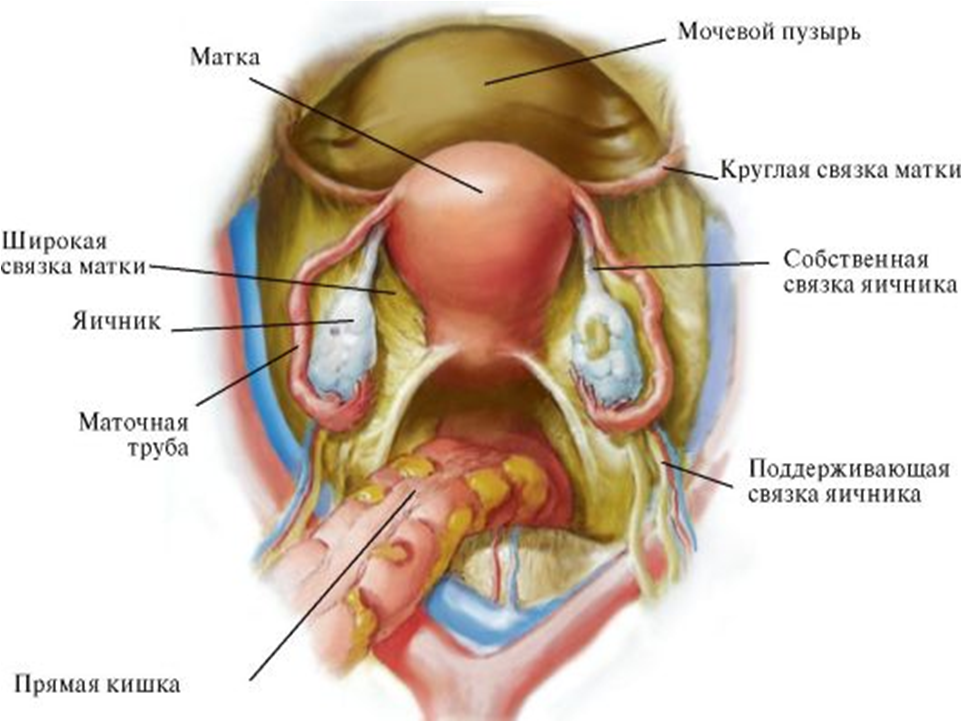 Мочевой пузырь
Матка
Круглая связка матки
Широкая
связка матки
Собственная
связка яичника
Яичник
Маточная
труба
Поддерживающая
связка яичника
Прямая кишка